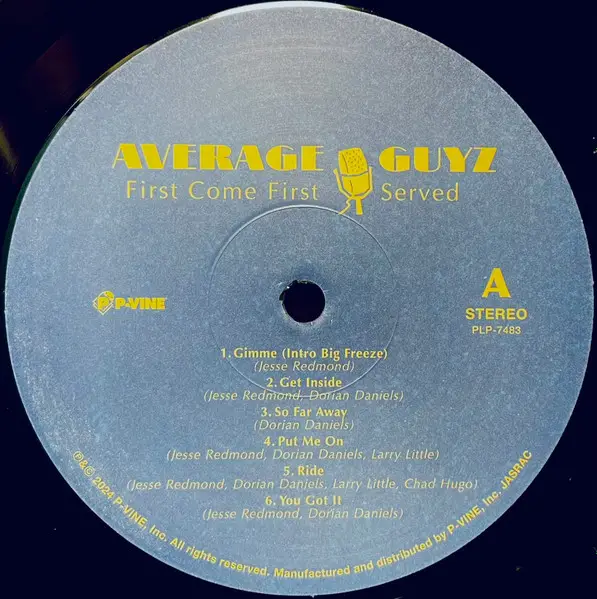 AVERAGE GUYZ
First Come First Served
P-VINE
A
STEREO
PLP-7483
1. Gimme (Intro Big Freeze)
(Jesse Redmond)
2. Get Inside
(Jesse Redmond, Dorian Daniels)
3. So Far Away
(Dorian Daniels)
4. Put Me On
(Jesse Redmond, Dorian Daniels, Larry Little)
5. Ride
(Jesse Redmond, Dorian Daniels, Larry Little, Chad Hugo)
6. You Got It
(Jesse Redmond, Dorian Daniels)
℗&© 2024 P-VINE, Inc. All rights reserved. Manufactured and distributed by P-VINE, Inc. JASRAC